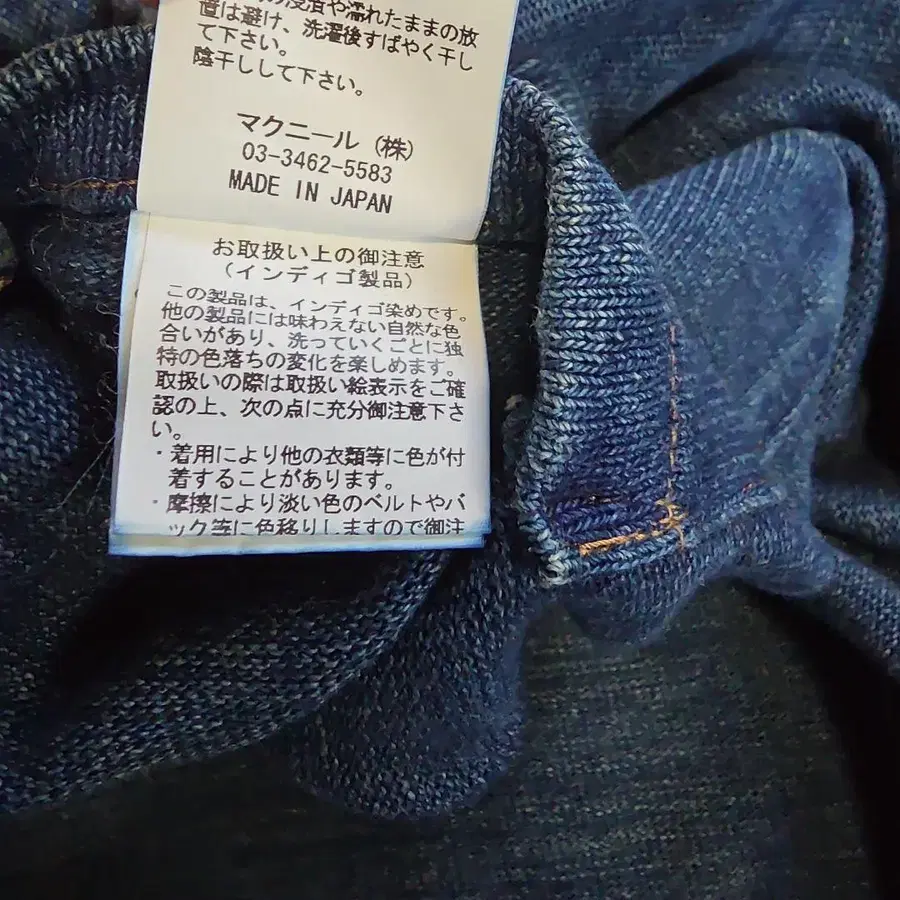 浸漬や濡れたままの放
置は避け、洗濯後すばやく干し
て下さい。
陰干しして下さい。
マクニール(株)
03-3462-5583
MADE IN JAPAN
お取扱い上の御注意
(インディゴ製品)
この製品は、インディゴ染めです。
他の製品には味わえない自然な色
合いがあり、洗っていくごとに独
特の色落ちの変化を楽しめます。
取扱いの際は取扱い絵表示をご確
認の上、次の点に充分御注意下さ
い。
・着用により他の衣類等に色が付
着することがあります。
・摩擦により淡い色のベルトやバ
ック等に色移りしますので御注